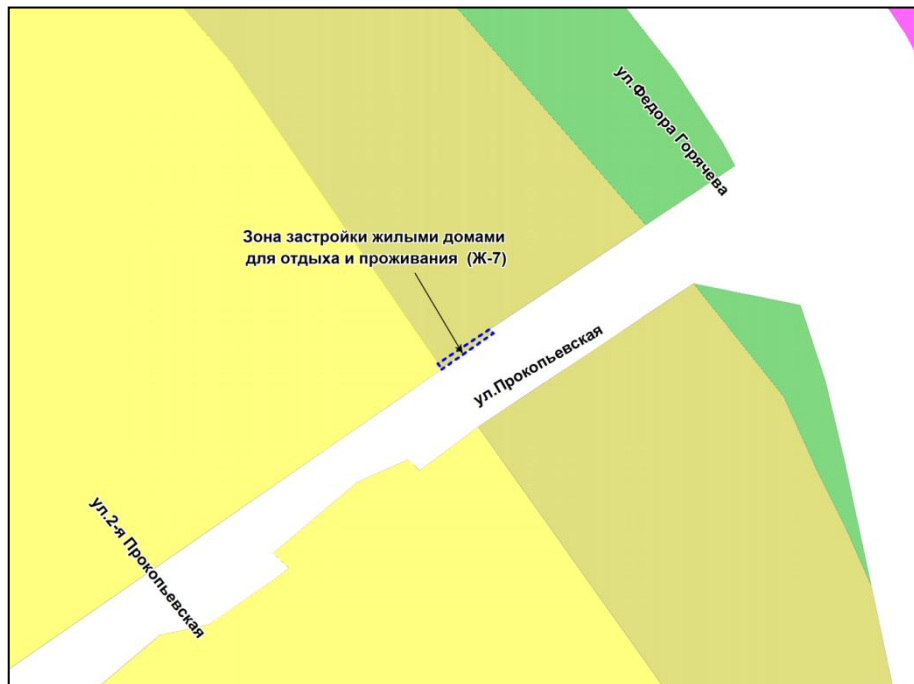 ул.Федора Горячева
Зона застройки жилыми домами
для отдыха и проживания (Ж-7)
ул.Прокопьевская
ул.2-я Прокопьевская